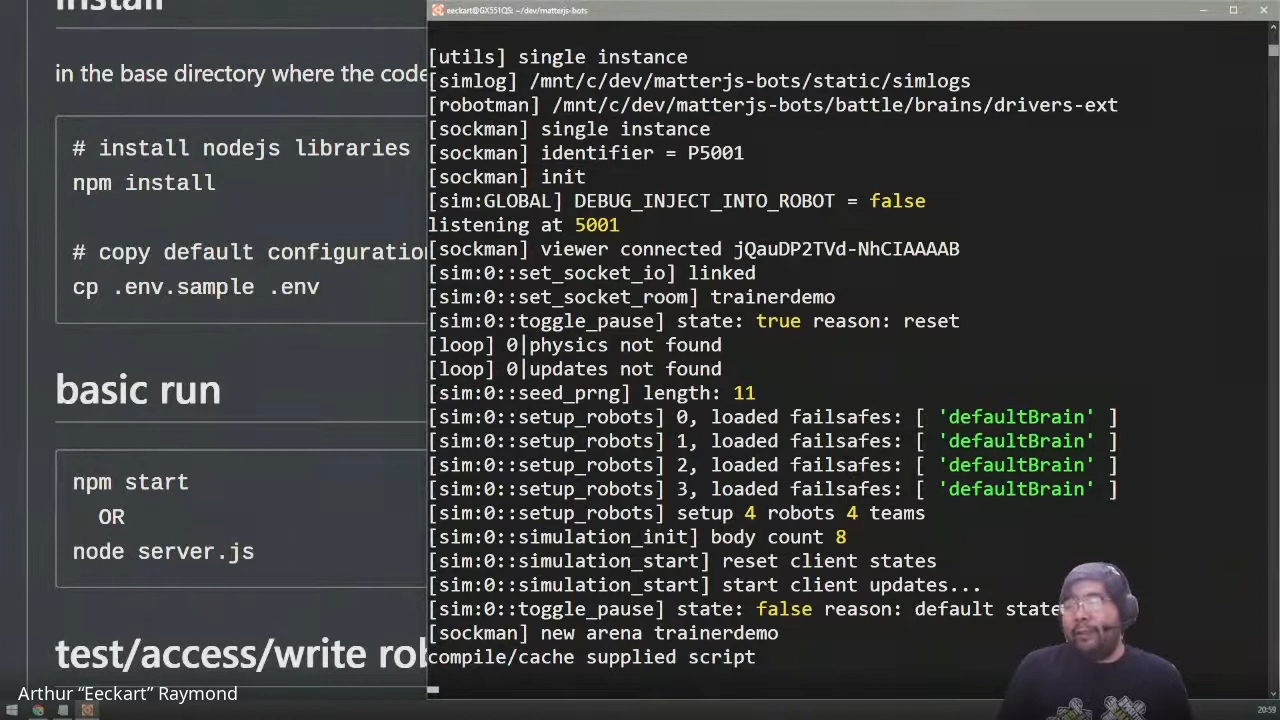 install
in the base directory where the code
# install nodejs libraries
npm install
# copy default configuration
cp .env.sample .env
basic run
npm start
OR
node server.js
test/access/write rob
eeckart@GX551QS: ~/dev/matterjs-bots
[utils] single instance
[simlog] /mnt/c/dev/matterjs-bots/static/simlogs
[robotman] /mnt/c/dev/matterjs-bots/battle/brains/drivers-ext
[sockman] single instance
[sockman] identifier = P5001
[sockman] init
[sim:GLOBAL] DEBUG_INJECT_INTO_ROBOT = false
listening at 5001
[sockman] viewer connected jQauDP2TVd-NhCIAAAAB
[sim:0::set_socket_io] linked
[sim:0::set_socket_room] trainerdemo
[sim:0::toggle_pause] state: true reason: reset
[loop] 0|physics not found
[loop] 0|updates not found
[sim:0::seed_prng] length: 11
[sim:0::setup_robots] 0, loaded failsafes: [ 'defaultBrain' ]
[sim:0::setup_robots] 1, loaded failsafes: [ 'defaultBrain' ]
[sim:0::setup_robots] 2, loaded failsafes: [ 'defaultBrain' ]
[sim:0::setup_robots] 3, loaded failsafes: [ 'defaultBrain' ]
[sim:0::setup_robots] setup 4 robots 4 teams
[sim:0::simulation_init] body count 8
[sim:0::simulation_start] reset client states
[sim:0::simulation_start] start client updates...
[sim:0::toggle_pause] state: false reason: default state
[sockman] new arena trainerdemo
compile/cache supplied script
Arthur “Eeckart” Raymond
20:59